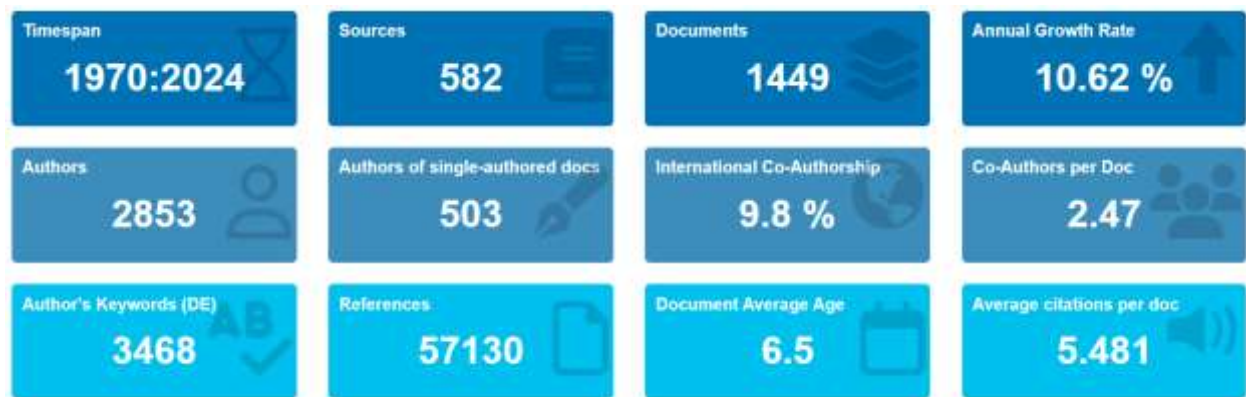 Timespan
1970:2024
Sources
582
Documents
1449
Annual Growth Rate
10.62 %
Authors
2853
Authors of single-authored docs
503
International Co-Authorship
9.8 %
Co-Authors per Doc
2.47
Author's Keywords (DE)
AB
3468
References
57130
Document Average Age
6.5
Average citations per doc
5.481